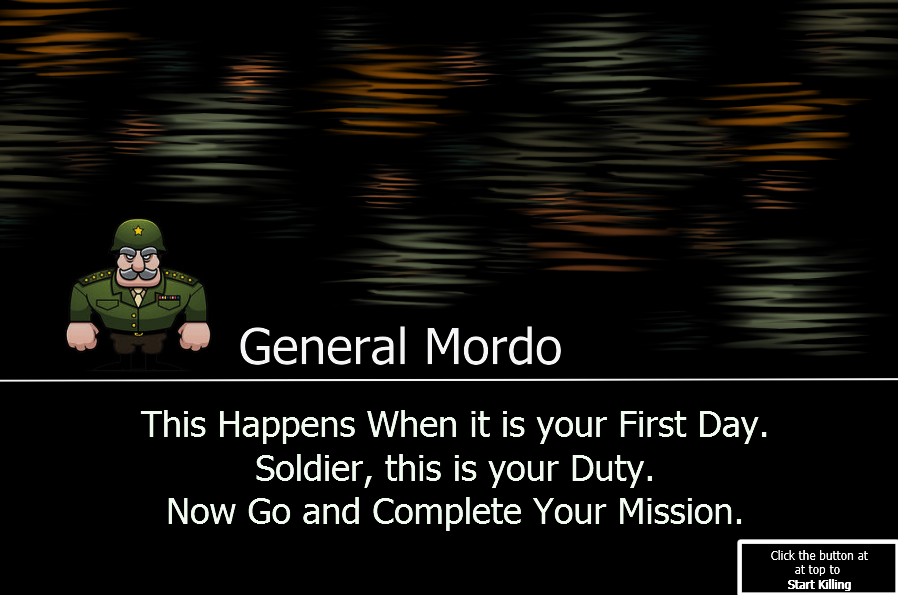 General Mordo
This Happens When it is your First Day.
Soldier, this is your Duty.
Now Go and Complete Your Mission.
Click the button at
at top to
Start Killing